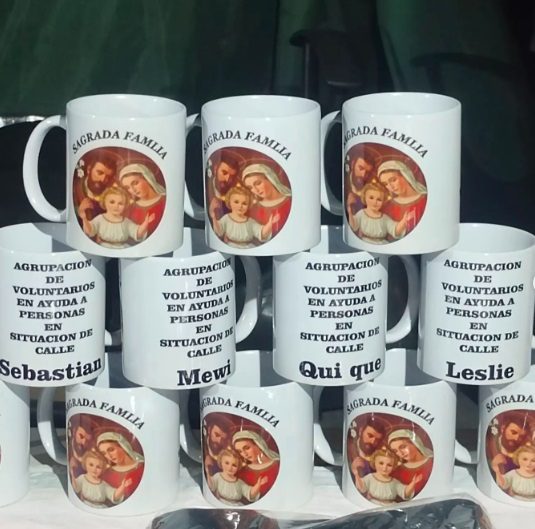 SAGRADA FAMLIA
SAGRADA FAMLIA
SAGRADA FAMLIA
AGRUPACION
DE
VOLUNTARIOS
EN AYUDA A
PERSONAS
EN
SITUACION DE
CALLE
Sebastian
AGRUPACION
DE
VOLUNTARIOS
EN AYUDA A
PERSONAS
EN
SITUACION DE
CALLE
Mewi
AGRUPACION
DE
VOLUNTARIOS
EN AYUDA A
PERSONAS
EN
SITUACION DE
CALLE
Qui que
AGRUPACION
DE
VOLUNTARIOS
EN AYUDA A
PERSONAS
EN
SITUACION DE
CALLE
Leslie
SAGRADA FAMLIA
SAGRADA FAMLIA
SAGRADA FAMLIA